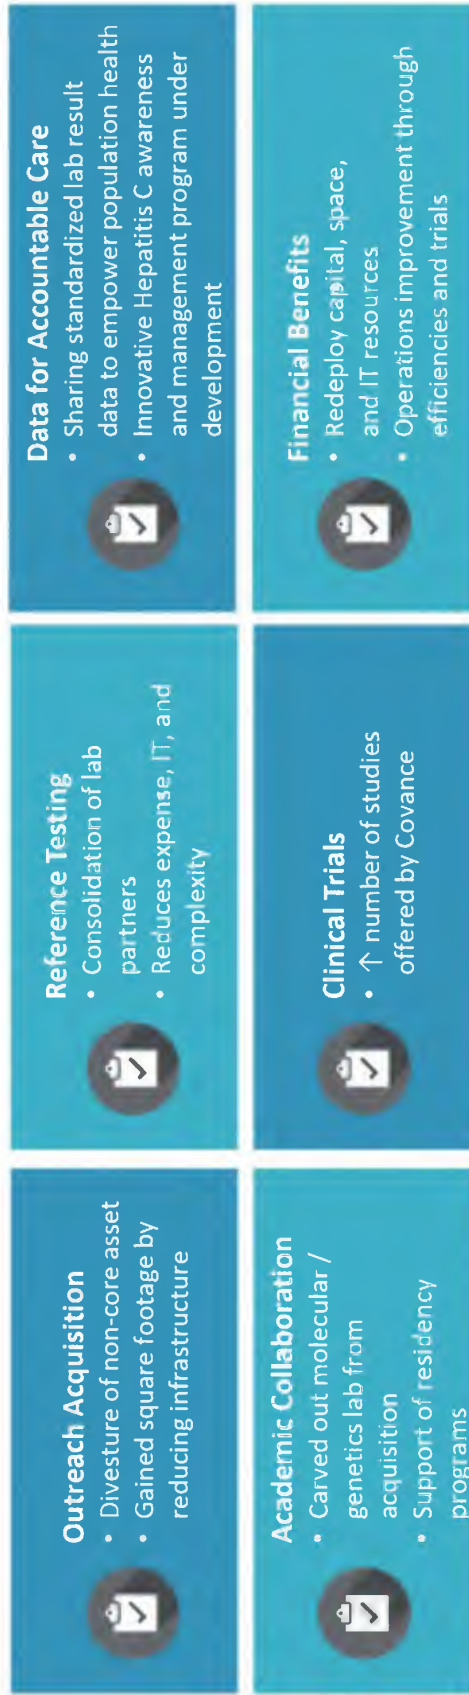 Outreach Acquisition
• Divesture of non-core asset
• Gained square footage by
reducing infrastructure
Reference Testing
• Consolidation of lab
partners
• Reduces expense, IT, and
complexity
Data for Accountable Care
• Sharing standardized lab result
data to empower population health
• Innovative Hepatitis C awareness
and management program under
development
Academic Collaboration
• Carved out molecular /
genetics lab from
acquisition
• Support of residency
programs
Clinical Trials
• ↑ number of studies
offered by Covance
Financial Benefits
• Redeploy capital, space,
and IT resources
• Operations improvement through
efficiencies and trials